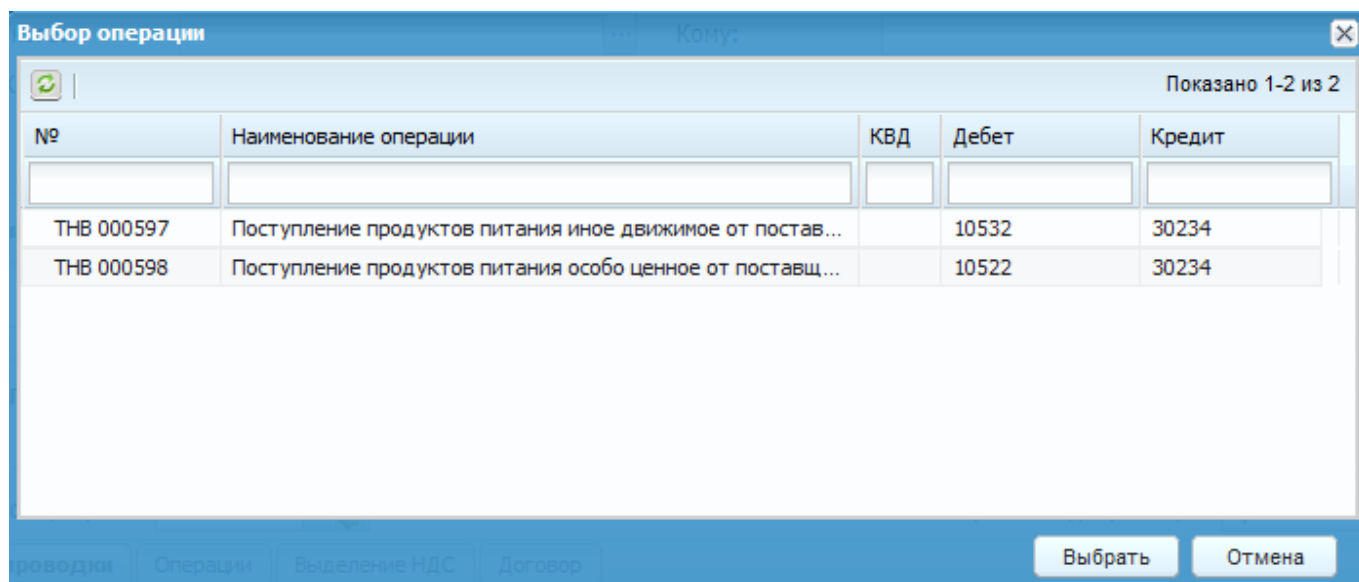 Выбор операции
Кому:
Показано 1-2 из 2
№ Наименование операции КВД Дебет Кредит
ТНВ 000597 Поступление продуктов питания иное движимое от постав... 10532 30234
ТНВ 000598 Поступление продуктов питания особо ценное от поставщ... 10522 30234
Выбрать Отмена
проводки Операции Выделение НДС Договор